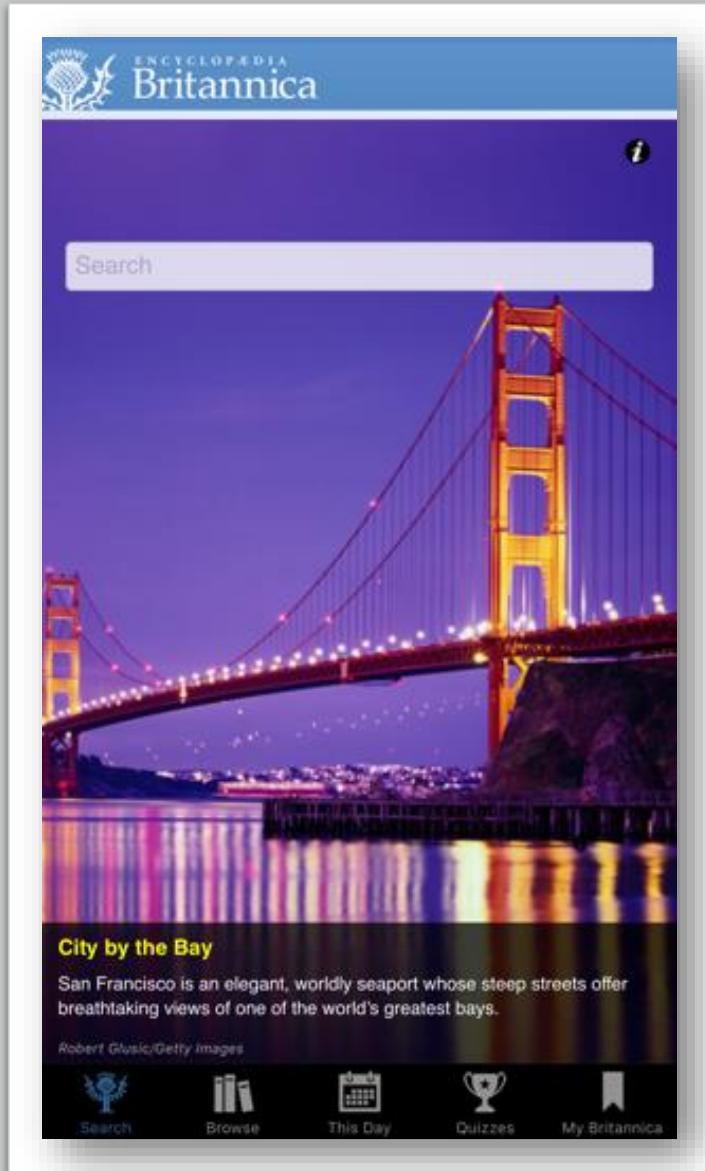 ENCYCLOPÆDIA
Britannica
i
Search
City by the Bay
San Francisco is an elegant, worldly seaport whose steep streets offer
breathtaking views of one of the world's greatest bays.
Robert Glusic/Getty Images
Search Browse This Day Quizzes My Britannica